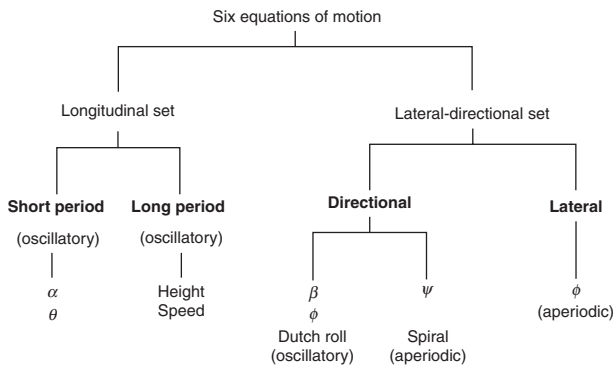 Six equations of motion
Longitudinal set
Lateral-directional set
Short period
(oscillatory)
α
θ
Long period
(oscillatory)
Height
Speed
Directional
β
ϕ
Dutch roll
(oscillatory)
ψ
Spiral
(aperiodic)
Lateral
ϕ
(aperiodic)